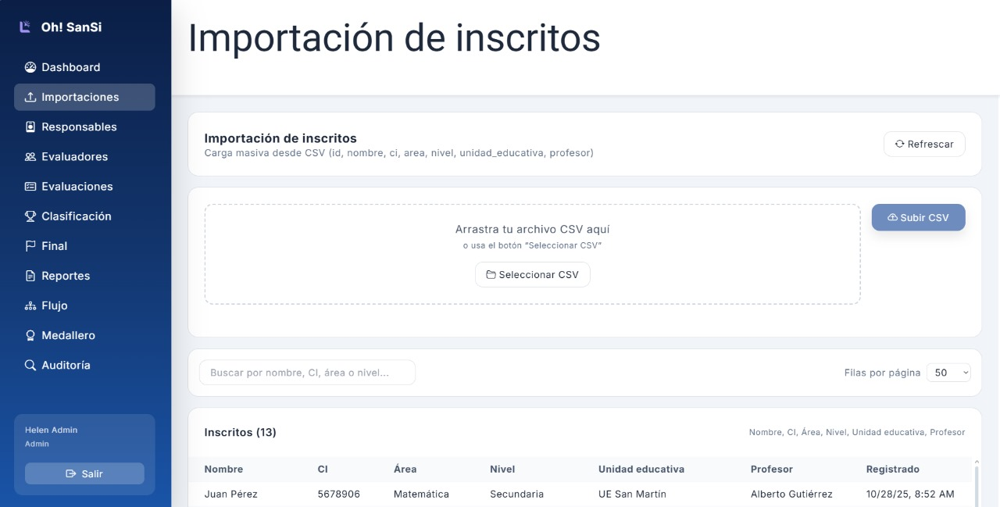 Oh! SanSi
Dashboard
Importaciones
Responsables
Evaluadores
Evaluaciones
Clasificación
Final
Reportes
Flujo
Medallero
Auditoría
Helen Admin
Admin
Salir
Importación de inscritos
Importación de inscritos
Carga masiva desde CSV (id, nombre, ci, area, nivel, unidad_educativa, profesor)
Refrescar
Arrastra tu archivo CSV aquí
o usa el botón “Seleccionar CSV”
Seleccionar CSV
Subir CSV
Buscar por nombre, CI, área o nivel...
Filas por página 50
Inscritos (13)
Nombre, CI, Área, Nivel, Unidad educativa, Profesor
Nombre CI Área Nivel Unidad educativa Profesor Registrado
Juan Pérez 5678906 Matemática Secundaria UE San Martín Alberto Gutiérrez 10/28/25, 8:52 AM